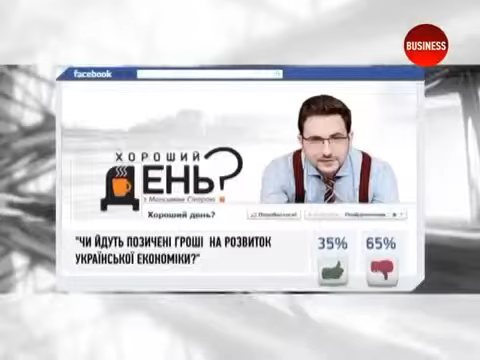 BUSINESS
facebook
ХОРОШИЙ
ДЕНЬ?
Хороший день?
"ЧИ ЙДУТЬ ПОЗИЧЕНІ ГРОШІ НА РОЗВИТОК
УКРАЇНСЬКОЇ ЕКОНОМІКИ?"
35% 65%